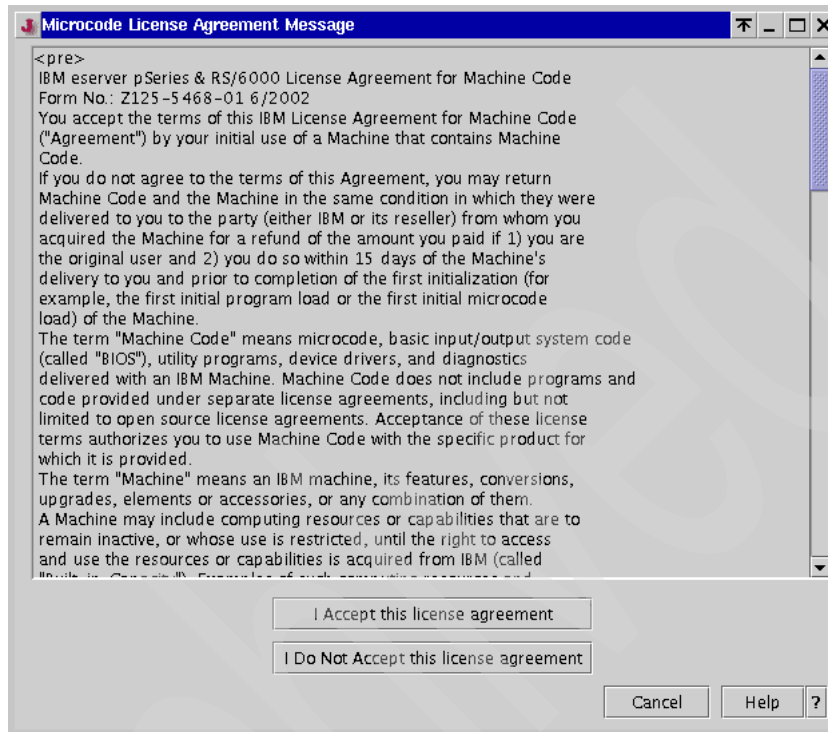 Microcode License Agreement Message
<pre>
IBM eserver pSeries & RS/6000 License Agreement for Machine Code
Form No.: Z125-5468-01 6/2002
You accept the terms of this IBM License Agreement for Machine Code
("Agreement") by your initial use of a Machine that contains Machine
Code.
If you do not agree to the terms of this Agreement, you may return
Machine Code and the Machine in the same condition in which they were
delivered to you to the party (either IBM or its reseller) from whom you
acquired the Machine for a refund of the amount you paid if 1) you are
the original user and 2) you do so within 15 days of the Machine's
delivery to you and prior to completion of the first initialization (for
example, the first initial program load or the first initial microcode
load) of the Machine.
The term "Machine Code" means microcode, basic input/output system code
(called "BIOS"), utility programs, device drivers, and diagnostics
delivered with an IBM Machine. Machine Code does not include programs and
code provided under separate license agreements, including but not
limited to open source license agreements. Acceptance of these license
terms authorizes you to use Machine Code with the specific product for
which it is provided.
The term "Machine" means an IBM machine, its features, conversions,
upgrades, elements or accessories, or any combination of them.
A Machine may include computing resources or capabilities that are to
remain inactive, or whose use is restricted, until the right to access
and use the resources or capabilities is acquired from IBM (called
I Accept this license agreement
I Do Not Accept this license agreement
Cancel Help ?